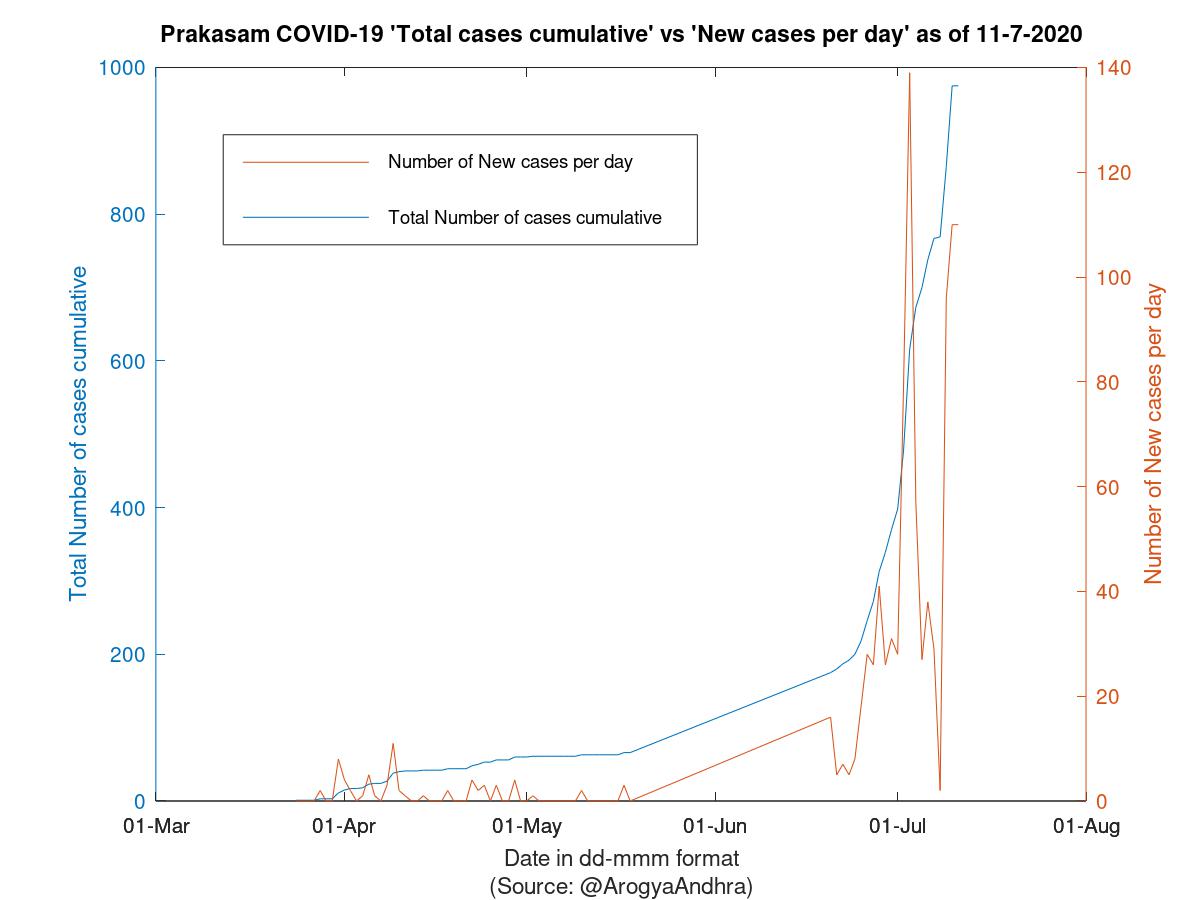 Prakasam COVID-19 'Total cases cumulative' vs 'New cases per day' as of 11-7-2020
1000
800
600
400
200
0
Total Number of cases cumulative
Number of New cases per day
Total Number of cases cumulative
140
120
100
80
60
40
20
0
Number of New cases per day
01-Mar 01-Apr 01-May 01-Jun 01-Jul 01-Aug
Date in dd-mmm format
(Source: @ArogyaAndhra)